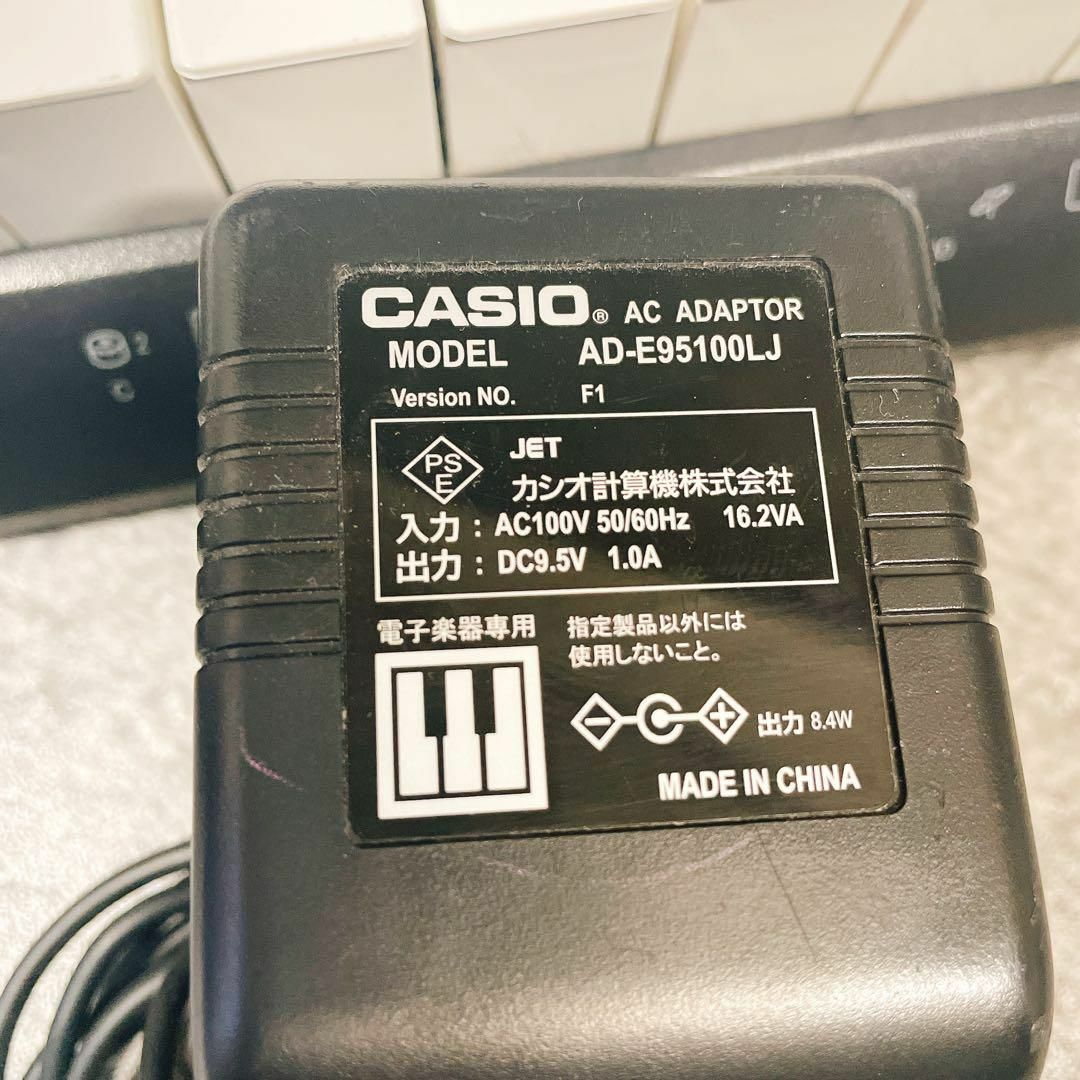 CASIO® AC ADAPTOR
MODEL AD-E95100LJ
Version NO. F1
PS
E
JET
カシオ計算機株式会社
入力 : AC100V 50/60Hz 16.2VA
出力 : DC9.5V 1.0A
電子楽器専用
指定製品以外には
使用しないこと。
出力 8.4W
MADE IN CHINA
2